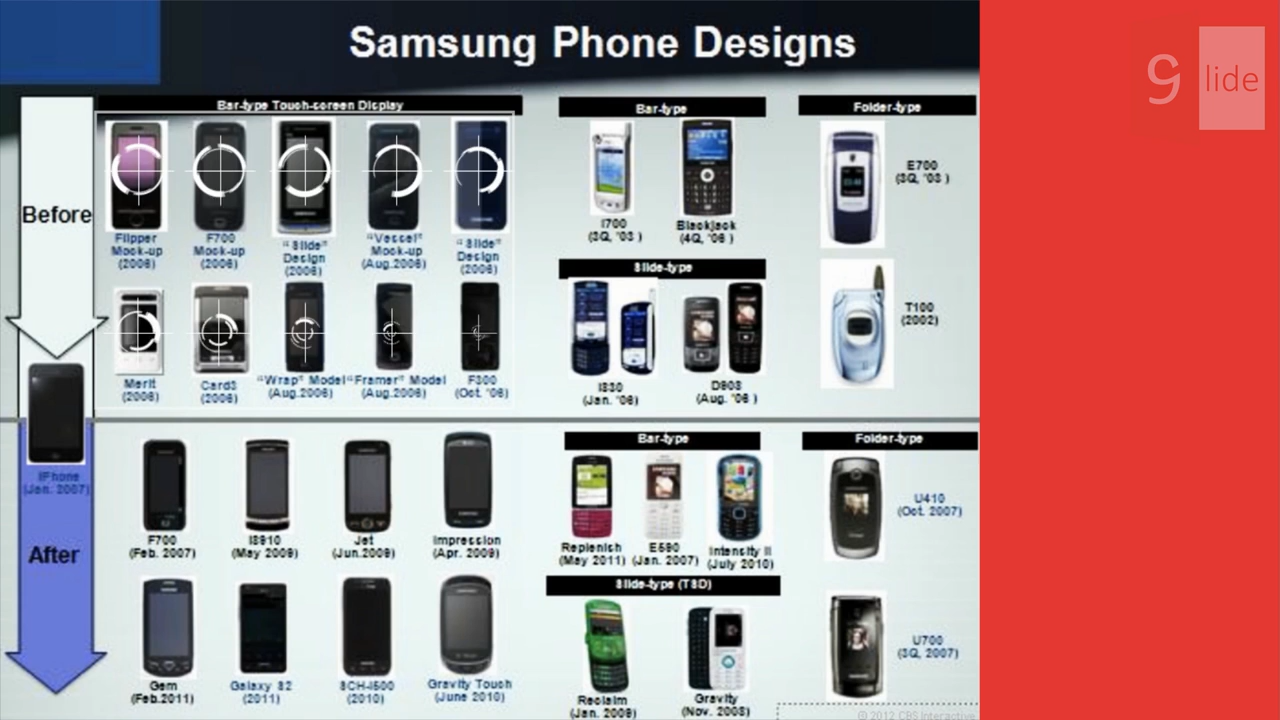 Samsung Phone Designs
9 lide
Bar-type Touch-screen Display
Bar-type
Folder-type
Before
Flipper
Mock-up
(2006)
F700
Mock-up
(2006)
"Slide"
Design
(2006)
"Vessel"
Mock-up
(Aug.2006)
"Slide"
Design
(2006)
I700
(3Q, '03 )
Blackjack
(4Q, '06 )
E700
(3Q, '03 )
Slide-type
Merit
(2006)
Card3
(2006)
"Wrap" Model
(Aug.2006)
"Framer" Model
(Aug.2006)
F300
(Oct. '06)
(Jan. '06)
(Aug. '06 )
T100
(2002)
iPhone
(Jan. 2007)
After
Bar-type
Folder-type
F700
(Feb. 2007)
I8910
(May 2009)
Jet
(Jun.2009)
Impression
(Apr. 2009)
Replenish
(May 2011)
E590
(Jan. 2007)
Intensity II
(July 2010)
U410
(Oct. 2007)
Slide-type (TSD)
Gem
(Feb.2011)
Galaxy S2
(2011)
SCH-I500
(2010)
Gravity Touch
(June 2010)
Reclaim
(Jan. 2009)
Gravity
(Nov. 2008)
U700
(3Q, 2007)
© 2012 CBS Interactive